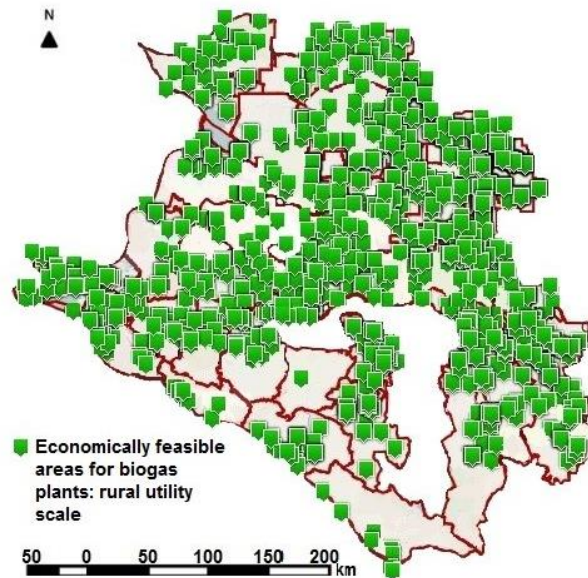 N
Economically feasible
areas for biogas
plants: rural utility
scale
50 0 50 100 150 200 km